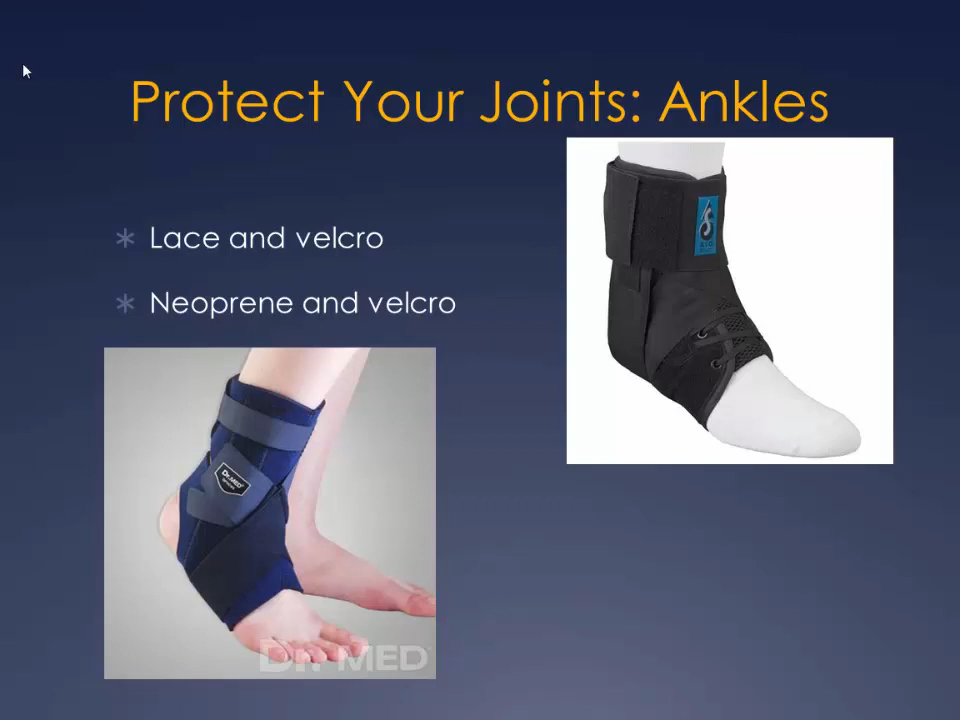 Protect Your Joints: Ankles
Lace and velcro
Neoprene and velcro
DR.MED
Dr. MED